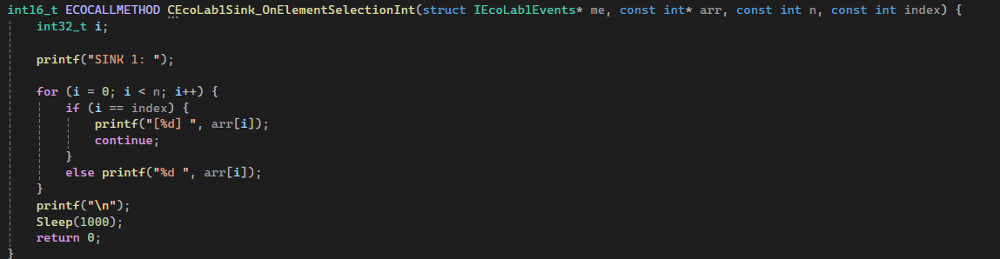 int16_t ECOCALLMETHOD CEcoLab1Sink_OnElementSelectionInt(struct IEcoLab1Events* me, const int* arr, const int n, const int index) {
    int32_t i;

    printf("SINK 1: ");

    for (i = 0; i < n; i++) {
        if (i == index) {
            printf("[%d] ", arr[i]);
            continue;
        }
        else printf("%d ", arr[i]);
    }
    printf("\n");
    Sleep(1000);
    return 0;
}